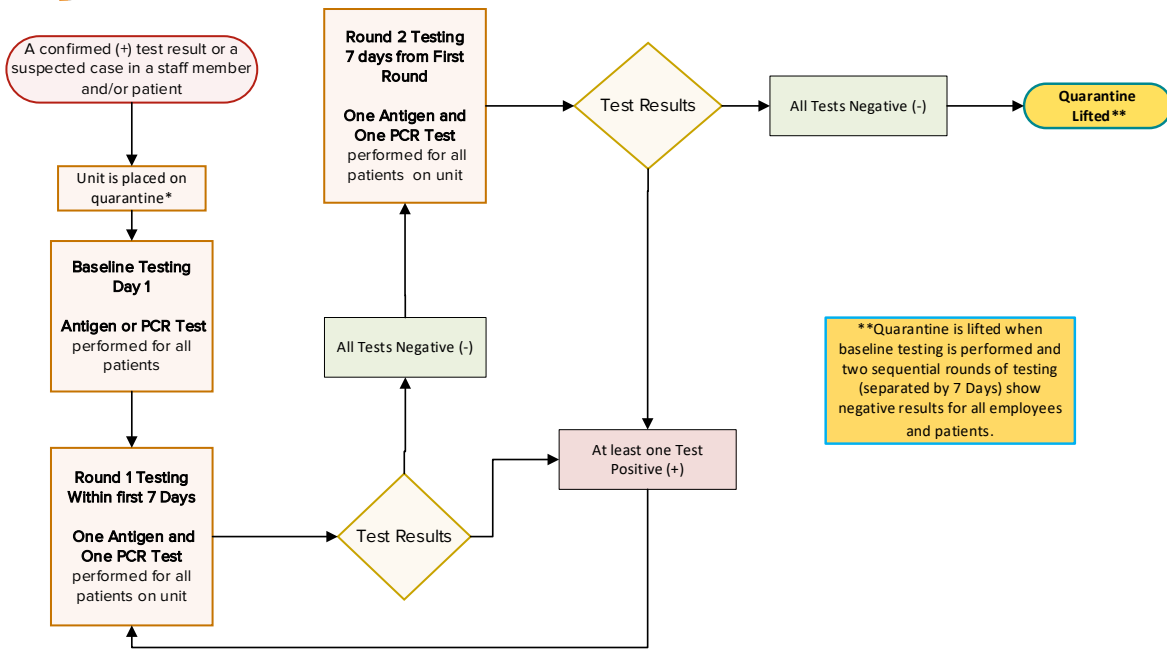 A confirmed (+) test result or a
suspected case in a staff member
and/or patient
Unit is placed on
quarantine*
Baseline Testing
Day 1
Antigen or PCR Test
performed for all
patients
Round 1 Testing
Within first 7 Days
One Antigen and
One PCR Test
performed for all
patients on unit
Test Results
All Tests Negative (-)
Round 2 Testing
7 days from First
Round
One Antigen and
One PCR Test
performed for all
patients on unit
Test Results
All Tests Negative (-)
Quarantine
Lifted**
At least one Test
Positive (+)
**Quarantine is lifted when
baseline testing is performed and
two sequential rounds of testing
(separated by 7 Days) show
negative results for all employees
and patients.